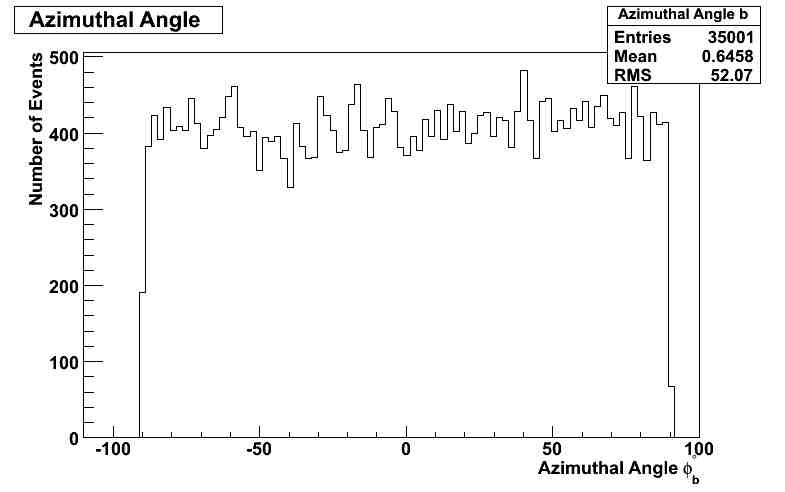 Azimuthal Angle
Azimuthal Angle b
Entries 35001
Mean 0.6458
RMS 52.07
Number of Events
500
400
300
200
100
0
-100 -50 0 50 100
Azimuthal Angle ϕ°b